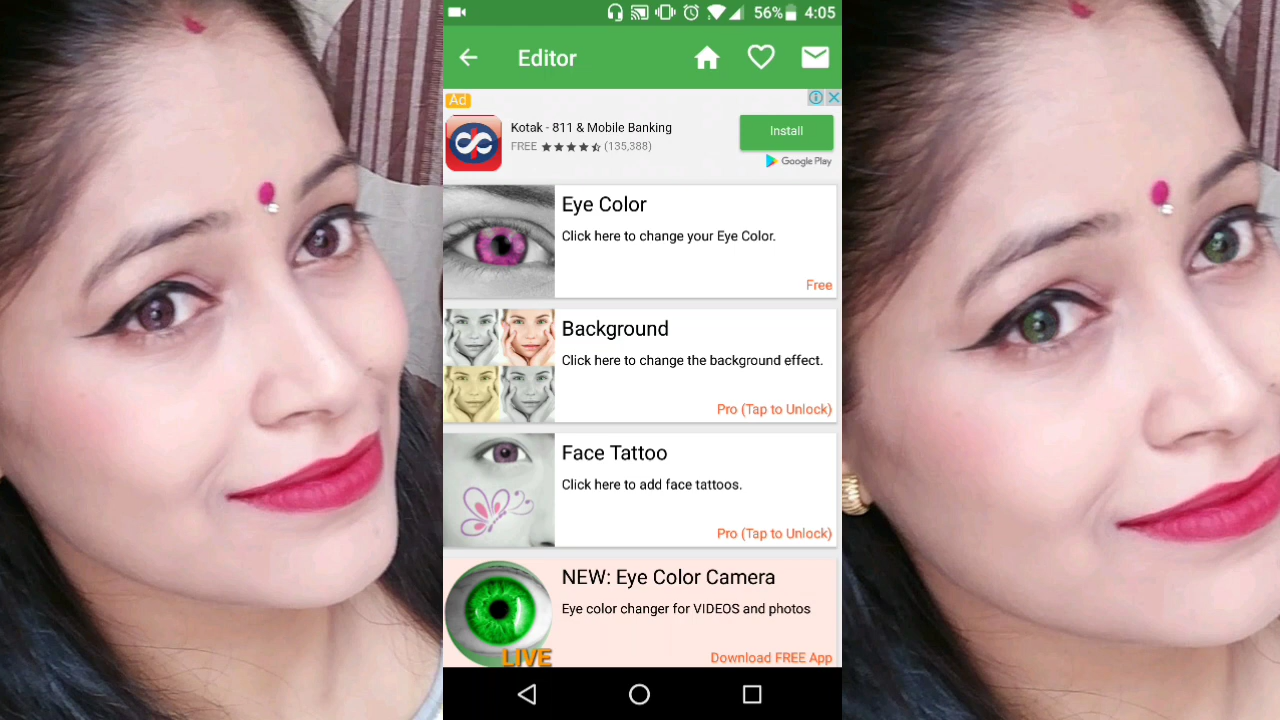 56% 4:05
Editor
Ad
Kotak - 811 & Mobile Banking
FREE (135,388)
Install
Google Play
Eye Color
Click here to change your Eye Color.
Free
Background
Click here to change the background effect.
Pro (Tap to Unlock)
Face Tattoo
Click here to add face tattoos.
Pro (Tap to Unlock)
NEW: Eye Color Camera
Eye color changer for VIDEOS and photos
LIVE
Download FREE App